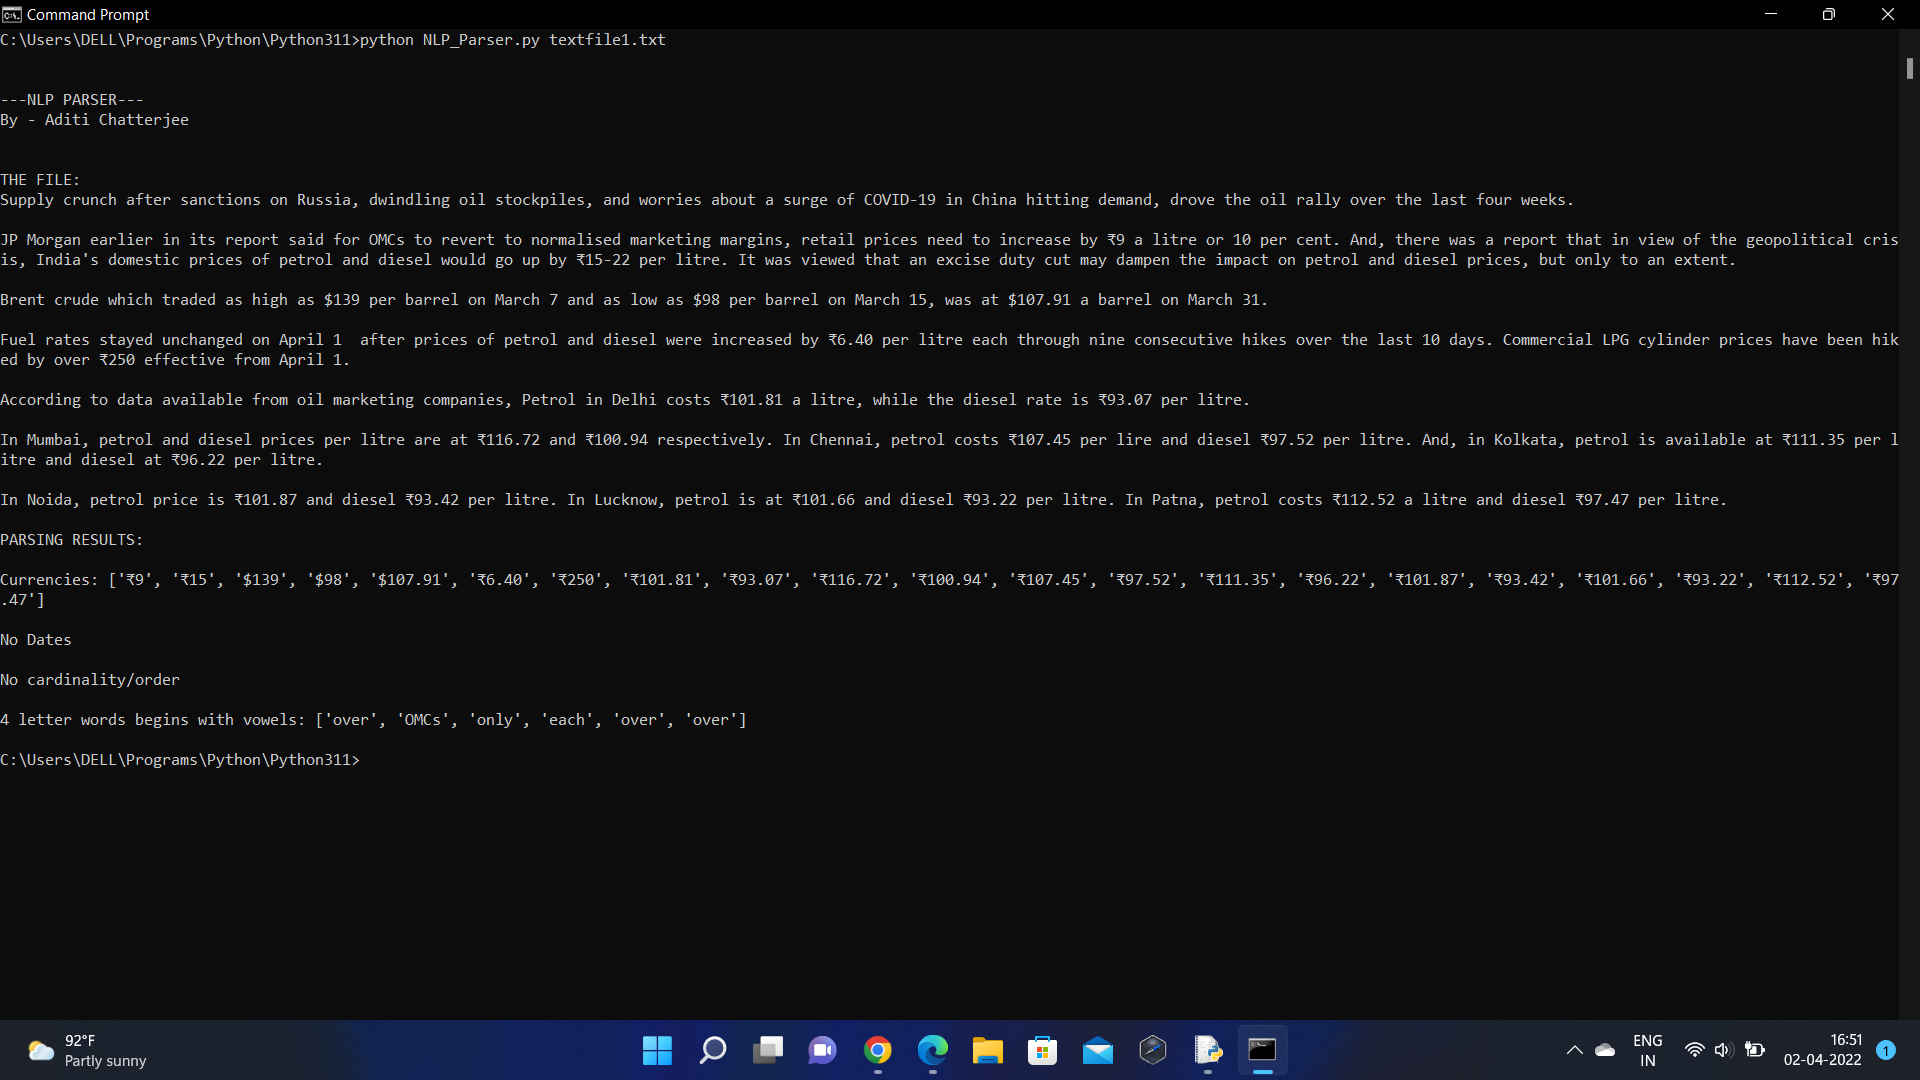 Command Prompt
C:\Users\DELL\Programs\Python\Python311>python NLP_Parser.py textfile1.txt
---NLP PARSER---
By - Aditi Chatterjee
THE FILE:
Supply crunch after sanctions on Russia, dwindling oil stockpiles, and worries about a surge of COVID-19 in China hitting demand, drove the oil rally over the last four weeks.
JP Morgan earlier in its report said for OMCs to revert to normalised marketing margins, retail prices need to increase by ₹9 a litre or 10 per cent. And, there was a report that in view of the geopolitical cris
is, India's domestic prices of petrol and diesel would go up by ₹15-22 per litre. It was viewed that an excise duty cut may dampen the impact on petrol and diesel prices, but only to an extent.
Brent crude which traded as high as $139 per barrel on March 7 and as low as $98 per barrel on March 15, was at $107.91 a barrel on March 31.
Fuel rates stayed unchanged on April 1  after prices of petrol and diesel were increased by ₹6.40 per litre each through nine consecutive hikes over the last 10 days. Commercial LPG cylinder prices have been hik
ed by over ₹250 effective from April 1.
According to data available from oil marketing companies, Petrol in Delhi costs ₹101.81 a litre, while the diesel rate is ₹93.07 per litre.
In Mumbai, petrol and diesel prices per litre are at ₹116.72 and ₹100.94 respectively. In Chennai, petrol costs ₹107.45 per lire and diesel ₹97.52 per litre. And, in Kolkata, petrol is available at ₹111.35 per l
itre and diesel at ₹96.22 per litre.
In Noida, petrol price is ₹101.87 and diesel ₹93.42 per litre. In Lucknow, petrol is at ₹101.66 and diesel ₹93.22 per litre. In Patna, petrol costs ₹112.52 a litre and diesel ₹97.47 per litre.
PARSING RESULTS:
Currencies: ['₹9', '₹15', '$139', '$98', '$107.91', '₹6.40', '₹250', '₹101.81', '₹93.07', '₹116.72', '₹100.94', '₹107.45', '₹97.52', '₹111.35', '₹96.22', '₹101.87', '₹93.42', '₹101.66', '₹93.22', '₹112.52', '₹97
.47']
No Dates
No cardinality/order
4 letter words begins with vowels: ['over', 'OMCs', 'only', 'each', 'over', 'over']
C:\Users\DELL\Programs\Python\Python311>
92°F
Partly sunny
ENG
IN
16:51
02-04-2022
1